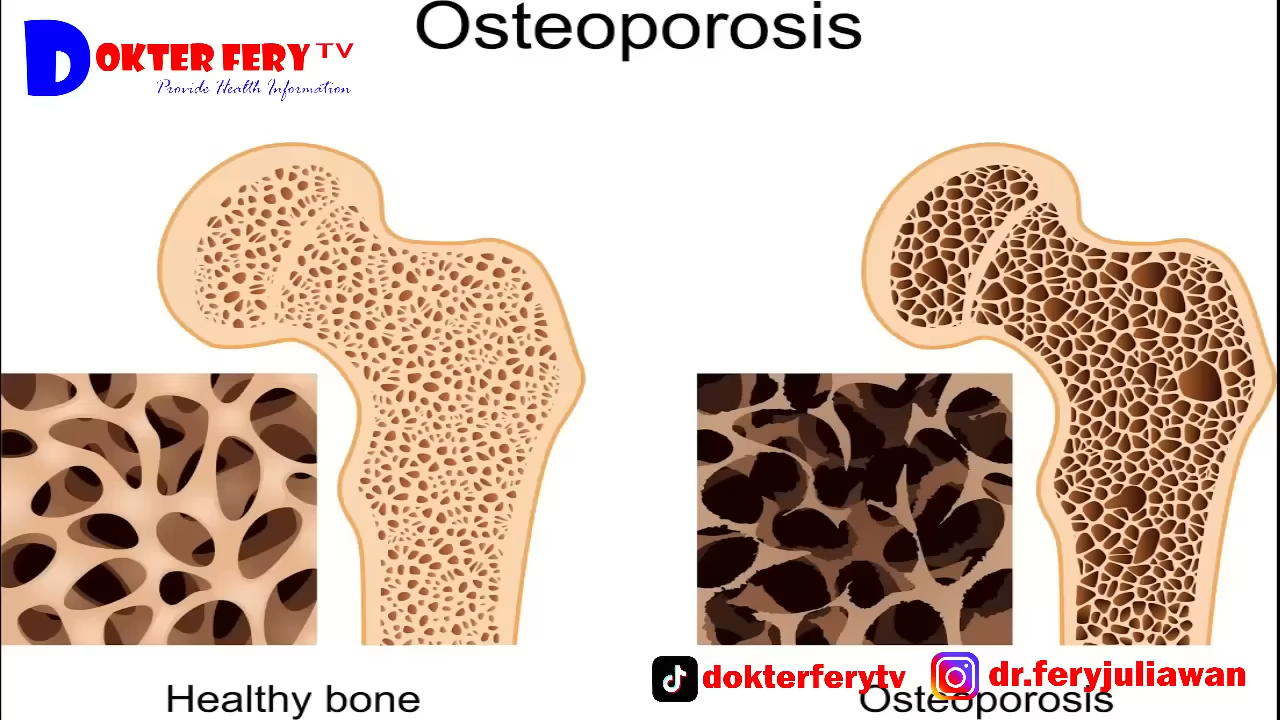 Osteoporosis
DOKTER FERY TV
Provide Health Information
Healthy bone
Osteoporosis
dokterferytv
dr.feryjuliawan